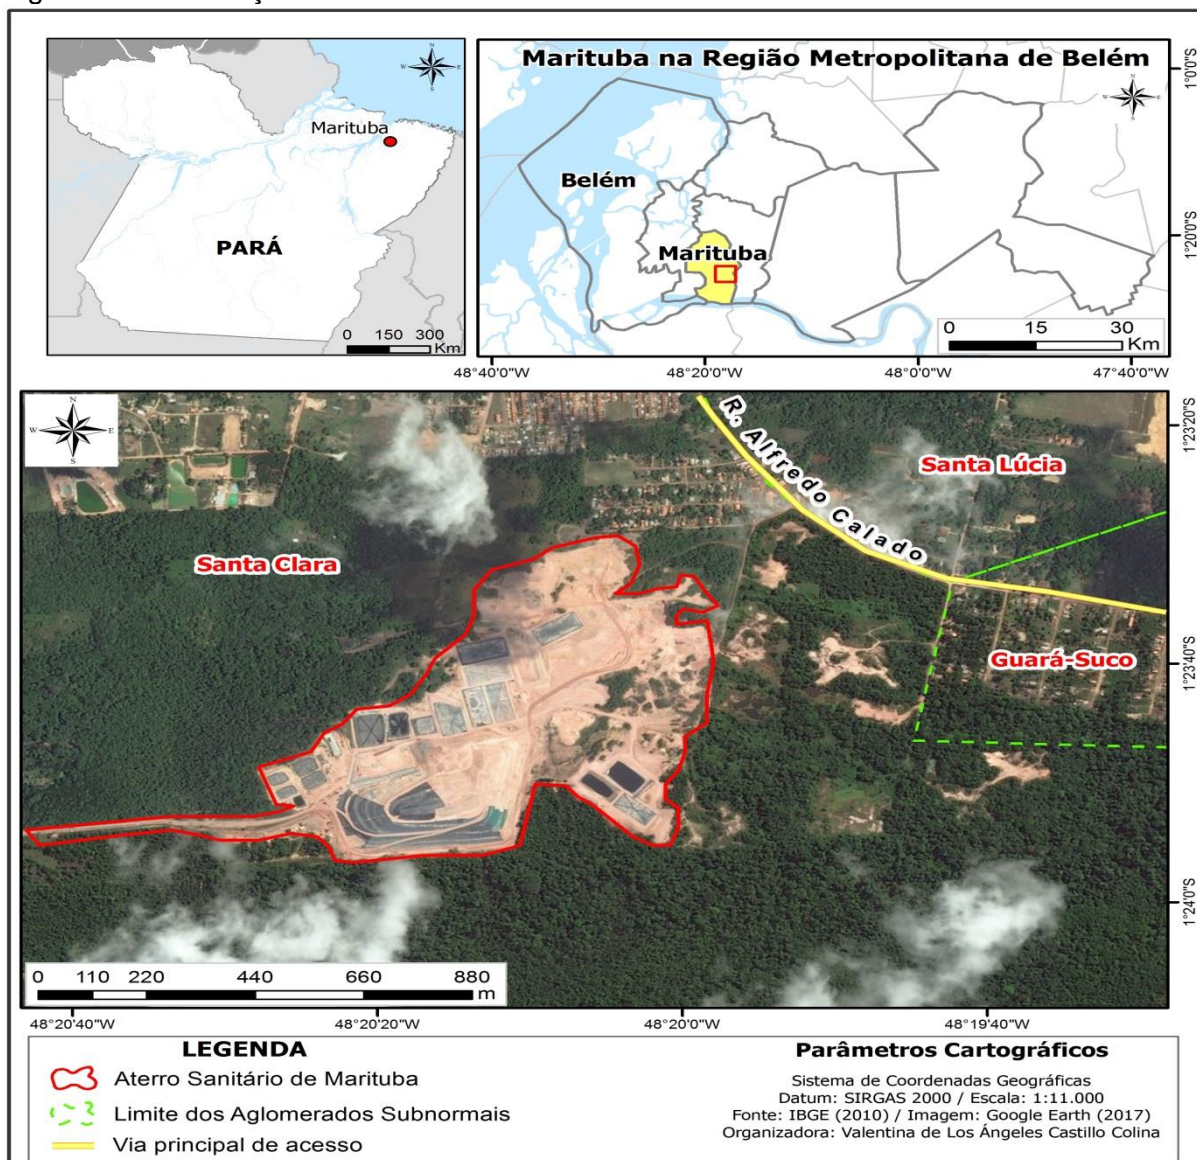 N
W
E
S
Marituba
PARÁ
0 150 300
Km
Marituba na Região Metropolitana de Belém
N
W
E
S
Belém
Marituba
0 15 30
Km
1°0'0"S
1°20'0"S
48°40'0"W
48°20'0"W
48°0'0"W
47°40'0"W
N
W
E
S
R. Alfredo Calado
Santa Lúcia
Santa Clara
Guará-Suco
1°23'20"S
1°23'40"S
1°24'0"S
0 110 220 440 660 880
m
48°20'40"W
48°20'20"W
48°20'0"W
48°19'40"W
LEGENDA
Aterro Sanitário de Marituba
Limite dos Aglomerados Subnormais
Via principal de acesso
Parâmetros Cartográficos
Sistema de Coordenadas Geográficas
Datum: SIRGAS 2000 / Escala: 1:11.000
Fonte: IBGE (2010) / Imagem: Google Earth (2017)
Organizadora: Valentina de Los Ángeles Castillo Colina